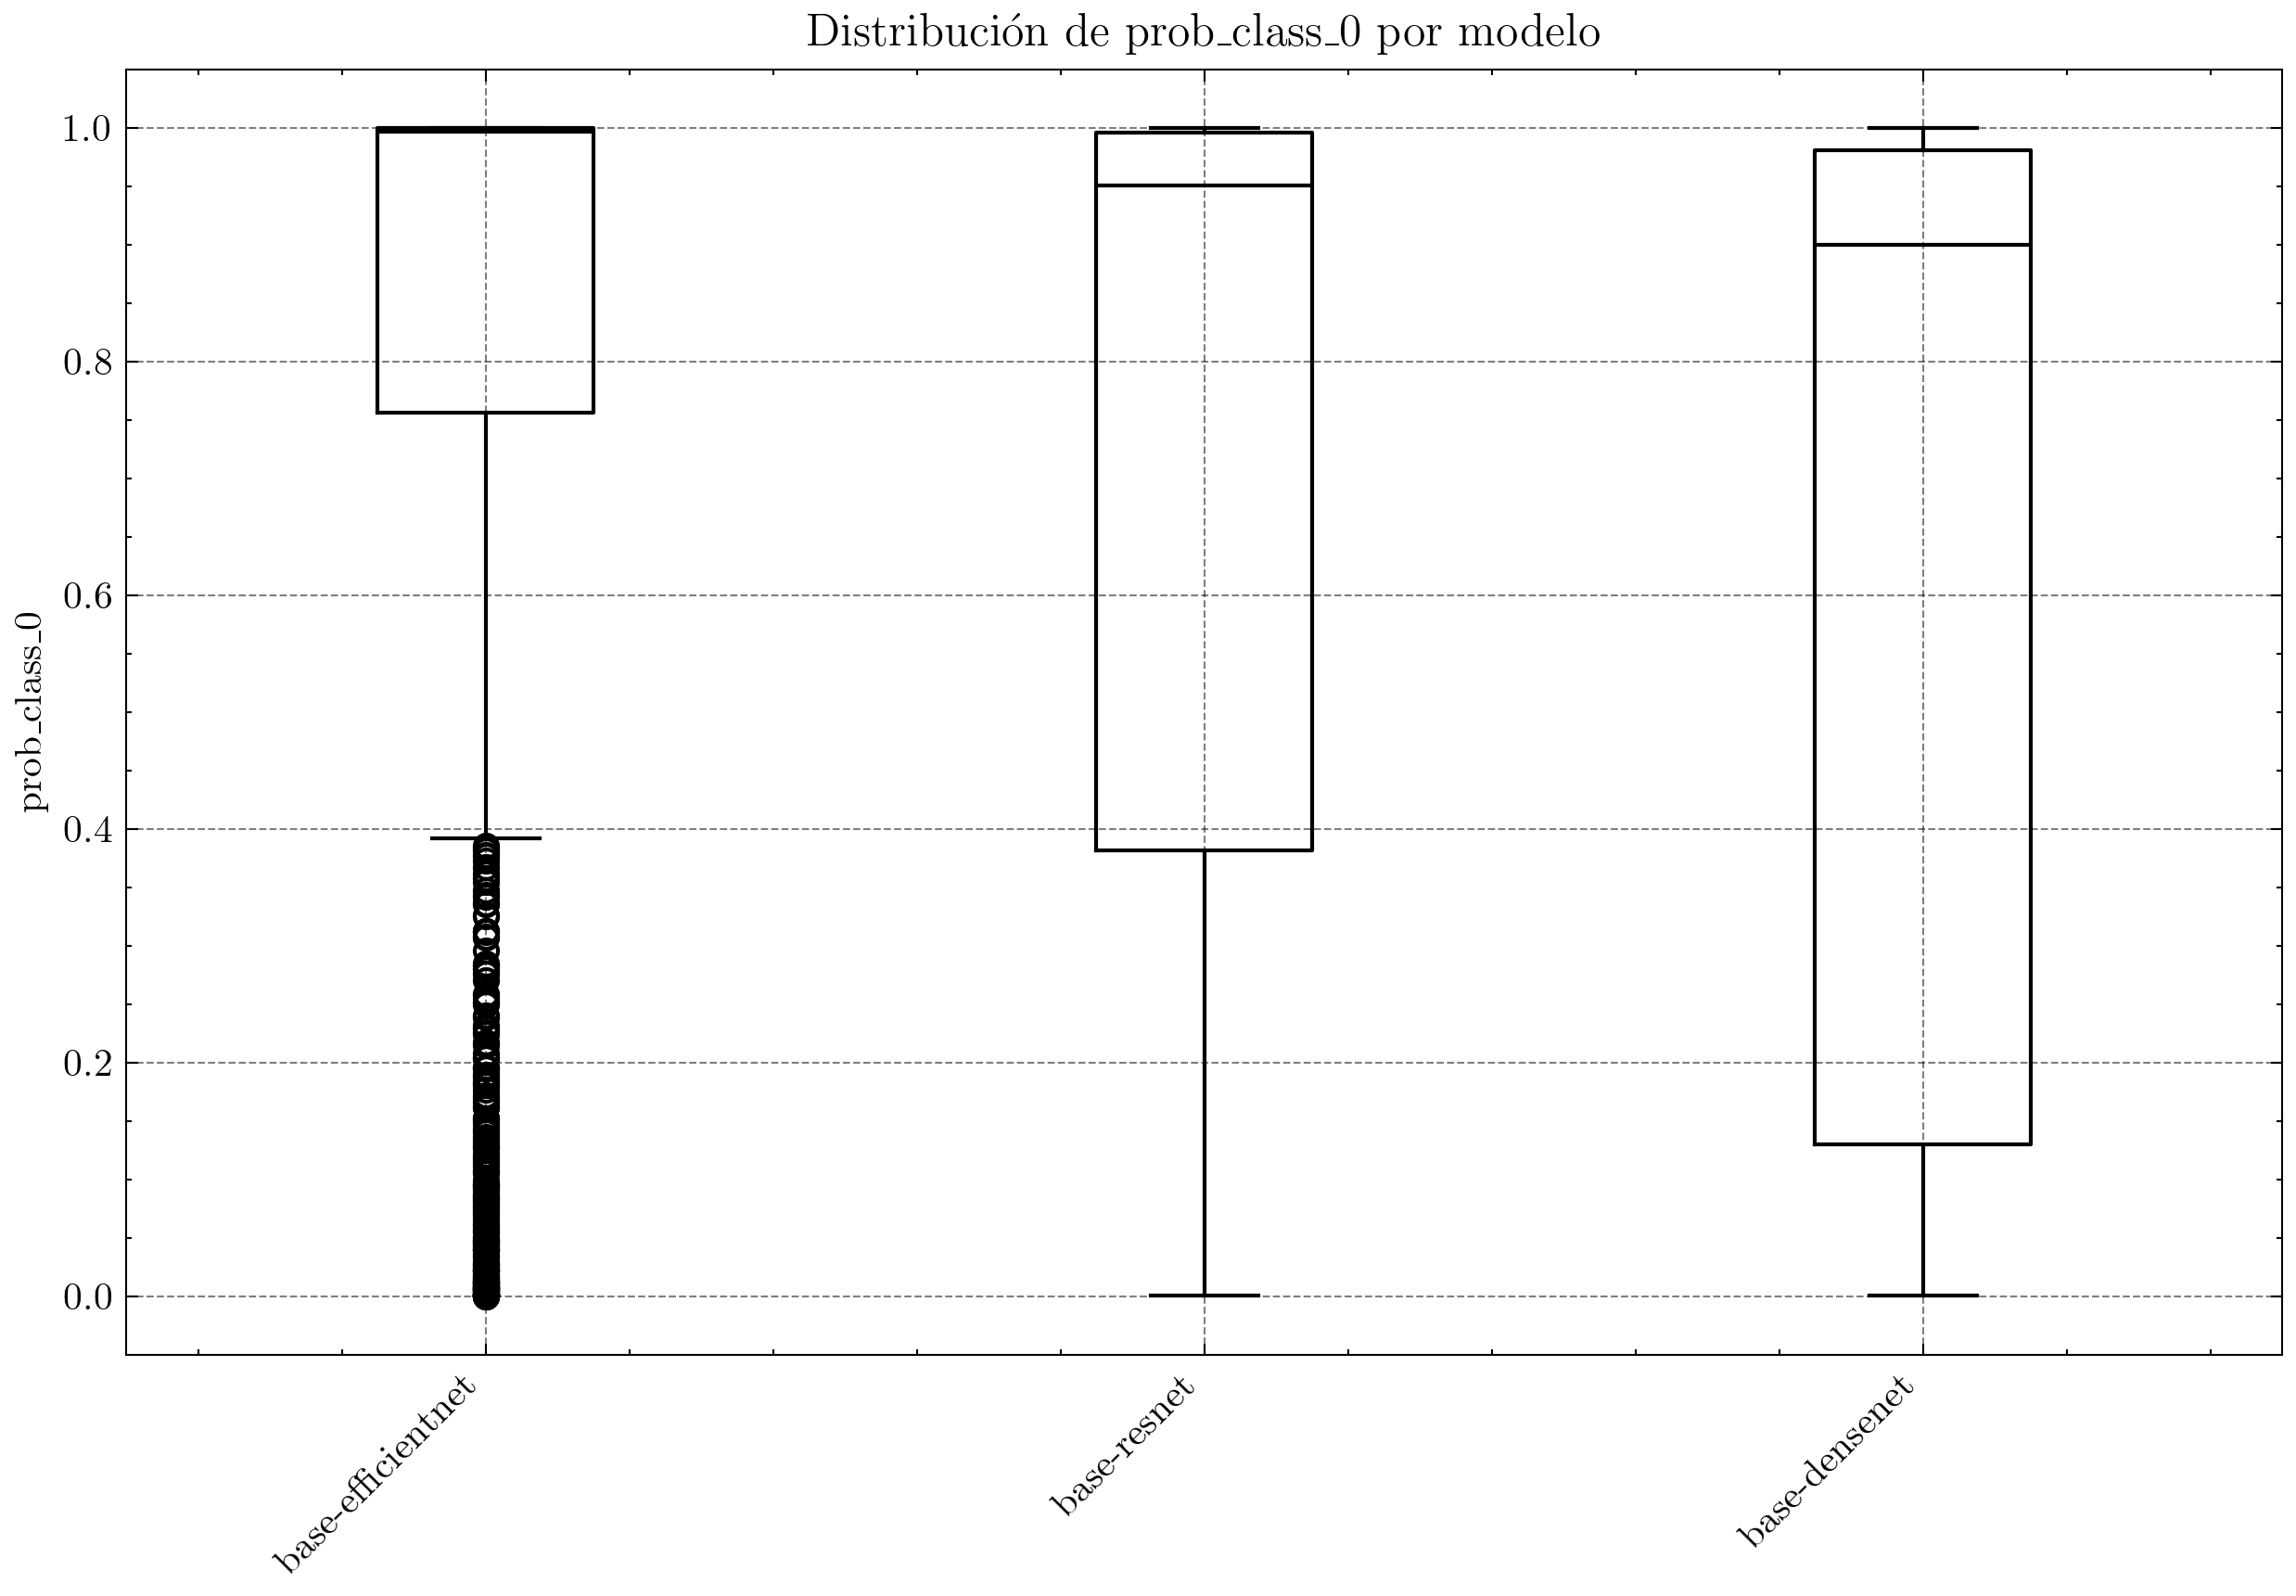 Distribución de prob_class_0 por modelo
prob_class_0
1.0
0.8
0.6
0.4
0.2
0.0
base-efficientnet
base-resnet
base-densenet